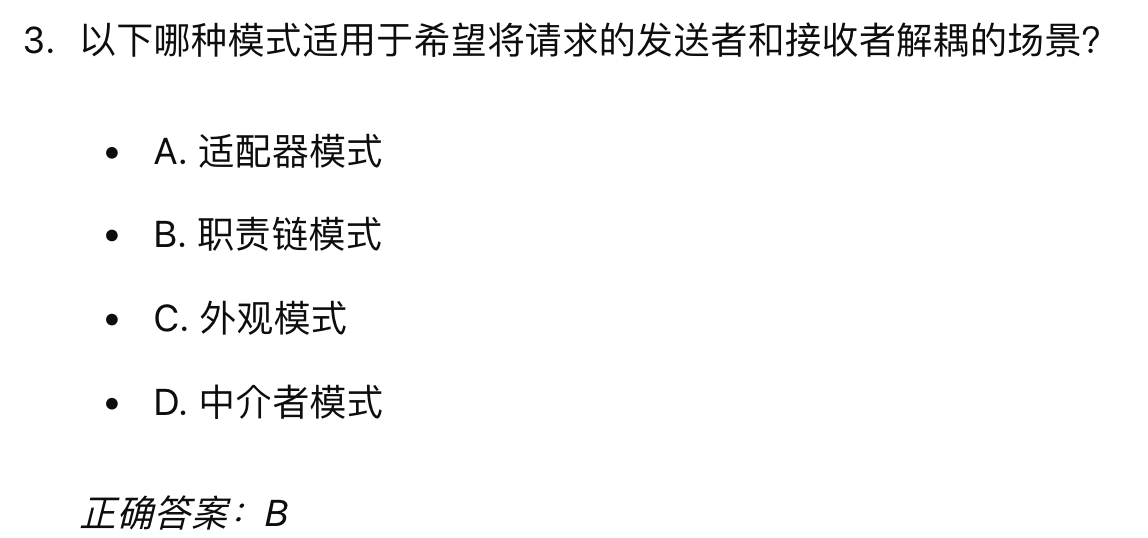 3. 以下哪种模式适用于希望将请求的发送者和接收者解耦的场景?
• A. 适配器模式
• B. 职责链模式
• C. 外观模式
• D. 中介者模式
正确答案：B